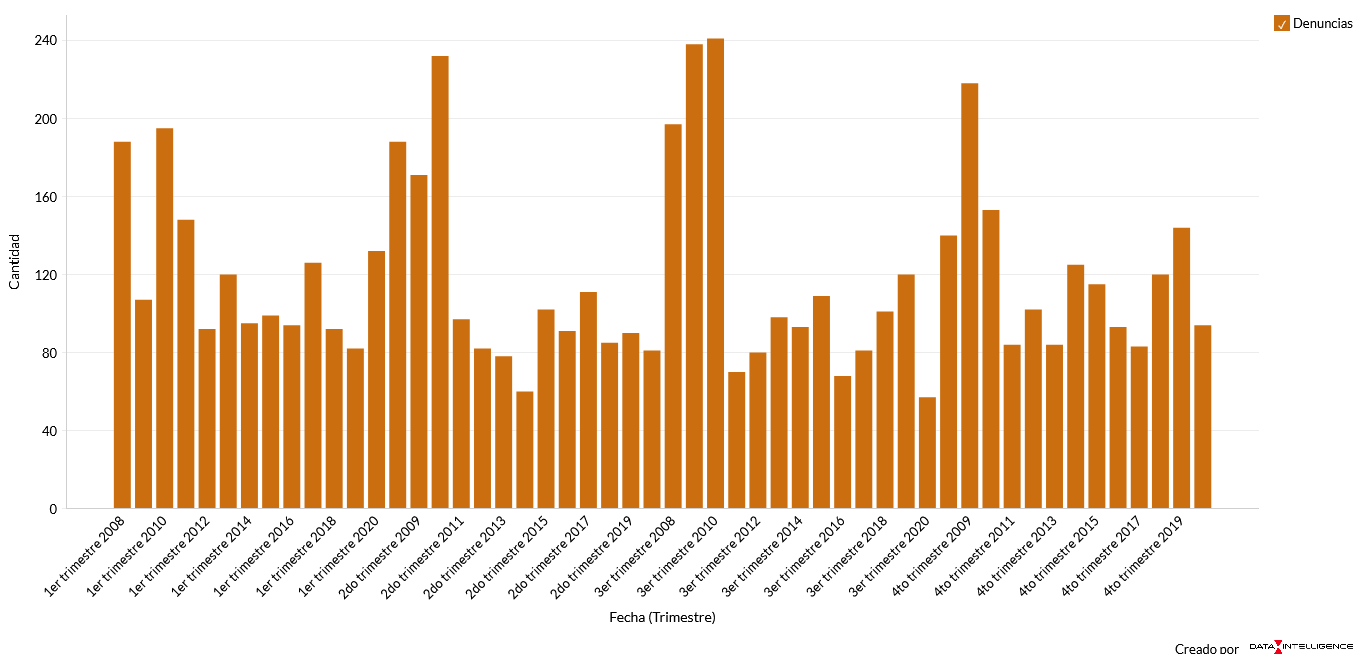 Denuncias
240
200
160
120
80
40
0
Cantidad
1er trimestre 2008
1er trimestre 2010
1er trimestre 2012
1er trimestre 2014
1er trimestre 2016
1er trimestre 2018
1er trimestre 2020
2do trimestre 2009
2do trimestre 2011
2do trimestre 2013
2do trimestre 2015
2do trimestre 2017
2do trimestre 2019
3er trimestre 2008
3er trimestre 2010
3er trimestre 2012
3er trimestre 2014
3er trimestre 2016
3er trimestre 2018
3er trimestre 2020
4to trimestre 2009
4to trimestre 2011
4to trimestre 2013
4to trimestre 2015
4to trimestre 2017
4to trimestre 2019
Fecha (Trimestre)
Creado por DATA INTELLIGENCE